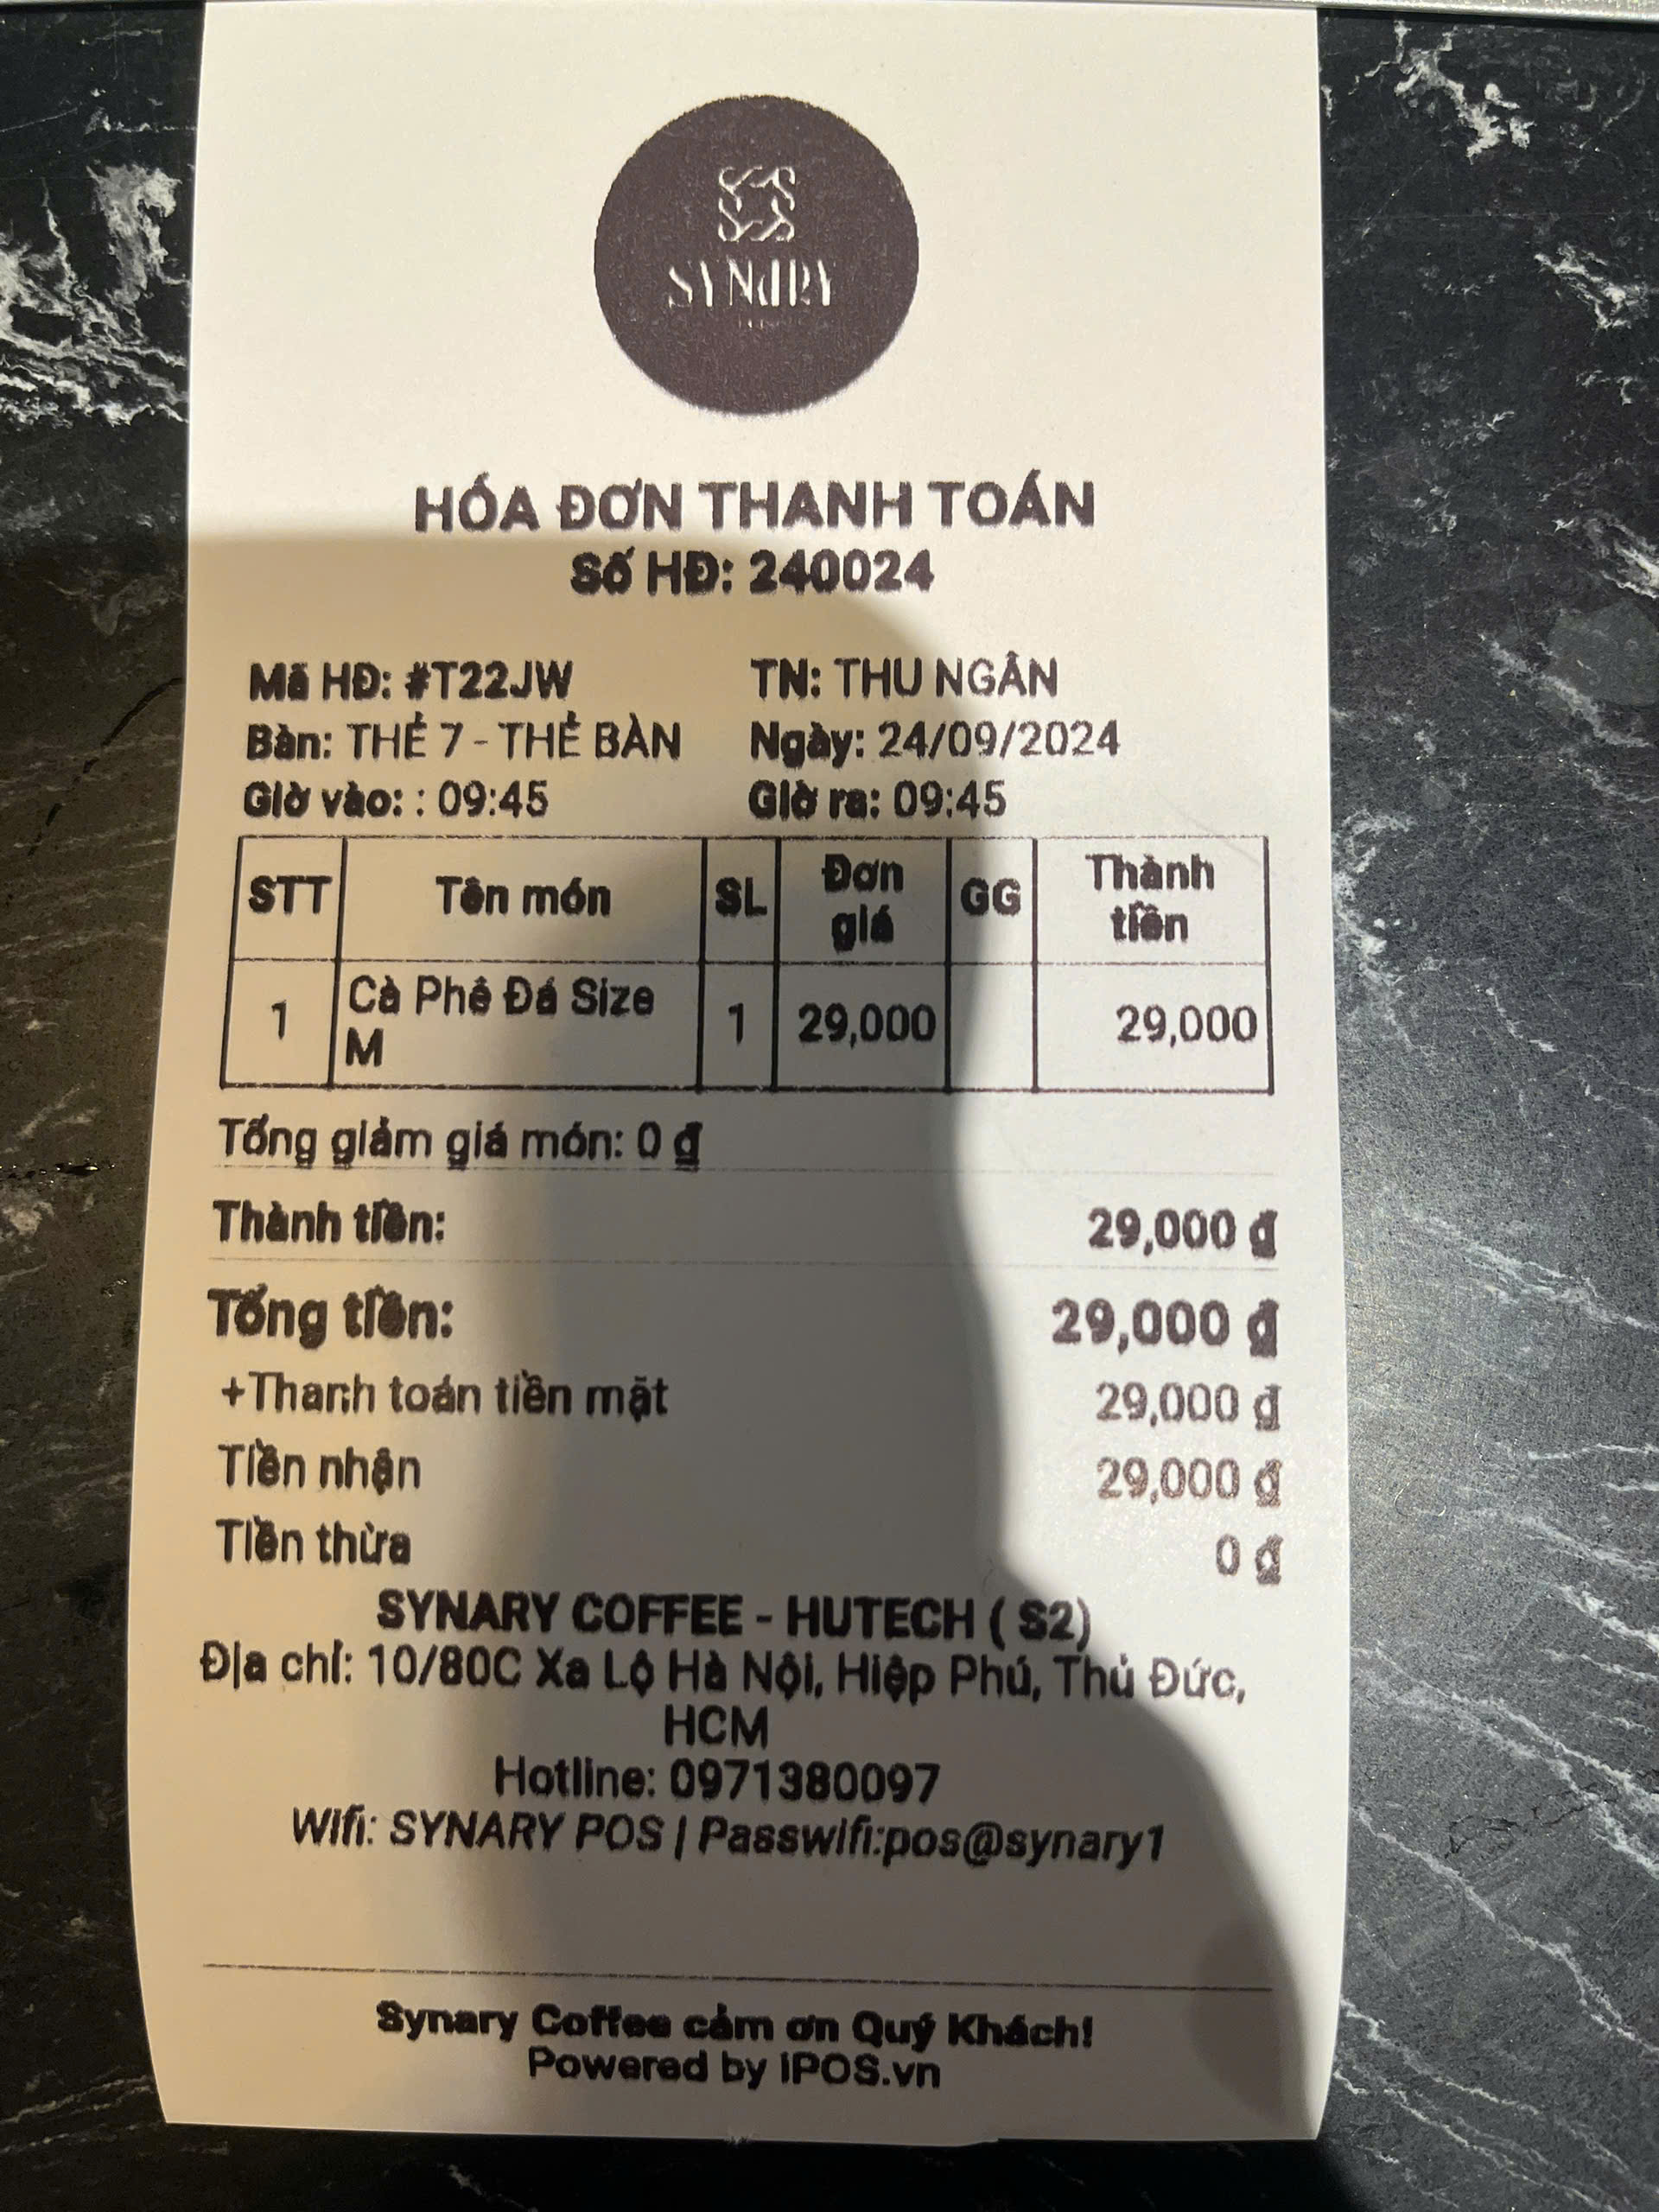 SYNARY
HÓA ĐƠN THANH TOÁN
Số HĐ: 240024
Mã HĐ: #T22JW TN: THU NGÂN
Bàn: THẺ 7 - THẺ BÀN Ngày: 24/09/2024
Giờ vào: : 09:45 Giờ ra: 09:45
STT Tên món SL Đơn giá GG Thành tiền
1 Cà Phê Đá Size M 1 29,000 29,000
Tổng giảm giá món: 0 ₫
Thành tiền: 29,000 ₫
Tổng tiền: 29,000 ₫
+Thanh toán tiền mặt 29,000 ₫
Tiền nhận 29,000 ₫
Tiền thừa 0 ₫
SYNARY COFFEE - HUTECH ( S2)
Địa chỉ: 10/80C Xa Lộ Hà Nội, Hiệp Phú, Thủ Đức,
HCM
Hotline: 0971380097
Wifi: SYNARY POS | Passwifi:pos@synary1
Synary Coffee cảm ơn Quý Khách!
Powered by iPOS.vn